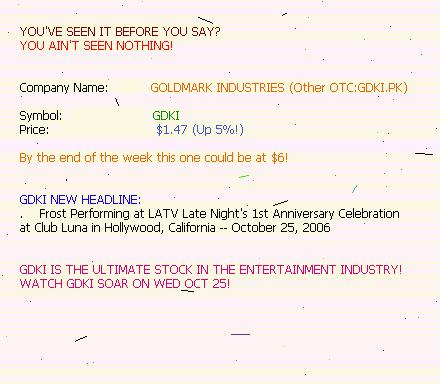 YOU'VE SEEN IT BEFORE YOU SAY?
YOU AIN'T SEEN NOTHING!
Company Name: GOLDMARK INDUSTRIES (Other OTC:GDKI.PK)
Symbol: GDKI
Price: $1.47 (Up 5%!)
By the end of the week this one could be at $6!
GDKI NEW HEADLINE:
. Frost Performing at LATV Late Night's 1st Anniversary Celebration
at Club Luna in Hollywood, California -- October 25, 2006
GDKI IS THE ULTIMATE STOCK IN THE ENTERTAINMENT INDUSTRY!
WATCH GDKI SOAR ON WED OCT 25!